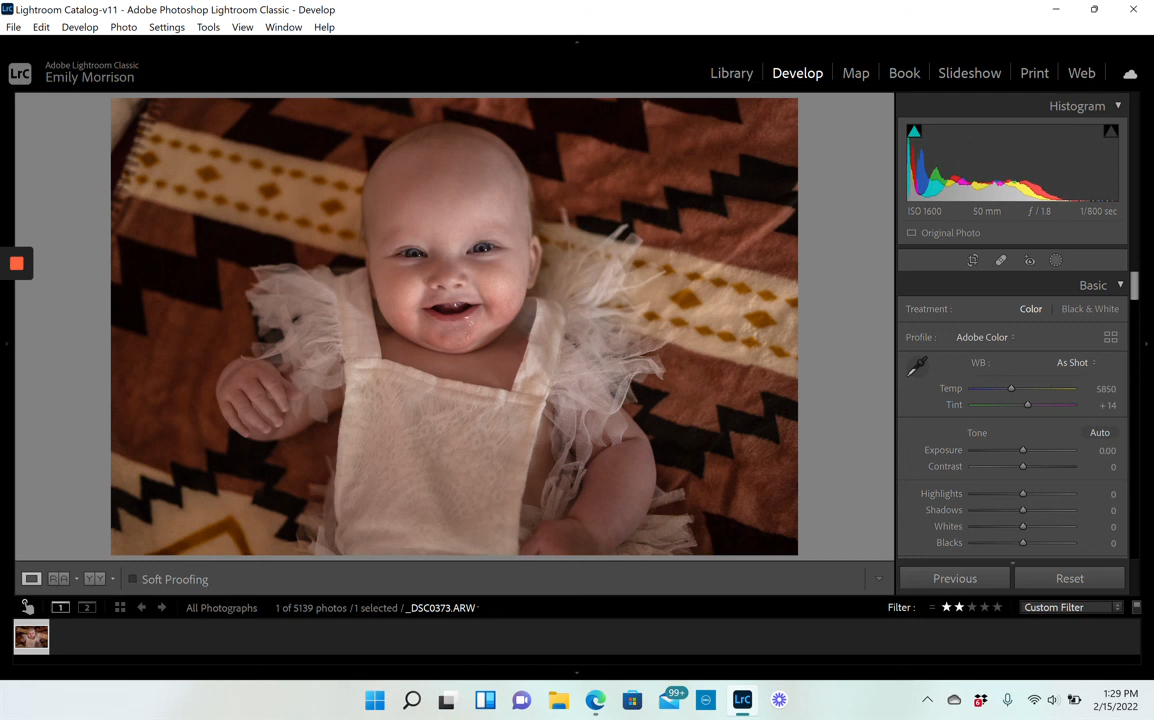 Lightroom Catalog-v11 - Adobe Photoshop Lightroom Classic - Develop
File Edit Develop Photo Settings Tools View Window Help
LrC
Adobe Lightroom Classic
Emily Morrison
Library Develop Map Book Slideshow Print Web
Histogram
ISO 1600 50 mm ƒ / 1.8 1/800 sec
Original Photo
Basic
Treatment : Color Black & White
Profile : Adobe Color
WB : As Shot
Temp 5850
Tint + 14
Tone Auto
Exposure 0.00
Contrast 0
Highlights 0
Shadows 0
Whites 0
Blacks 0
Previous Reset
Soft Proofing
1 2 All Photographs 1 of 5139 photos /1 selected / _DSC0373.ARW
Filter : Custom Filter
99+
LrC
1:29 PM
2/15/2022